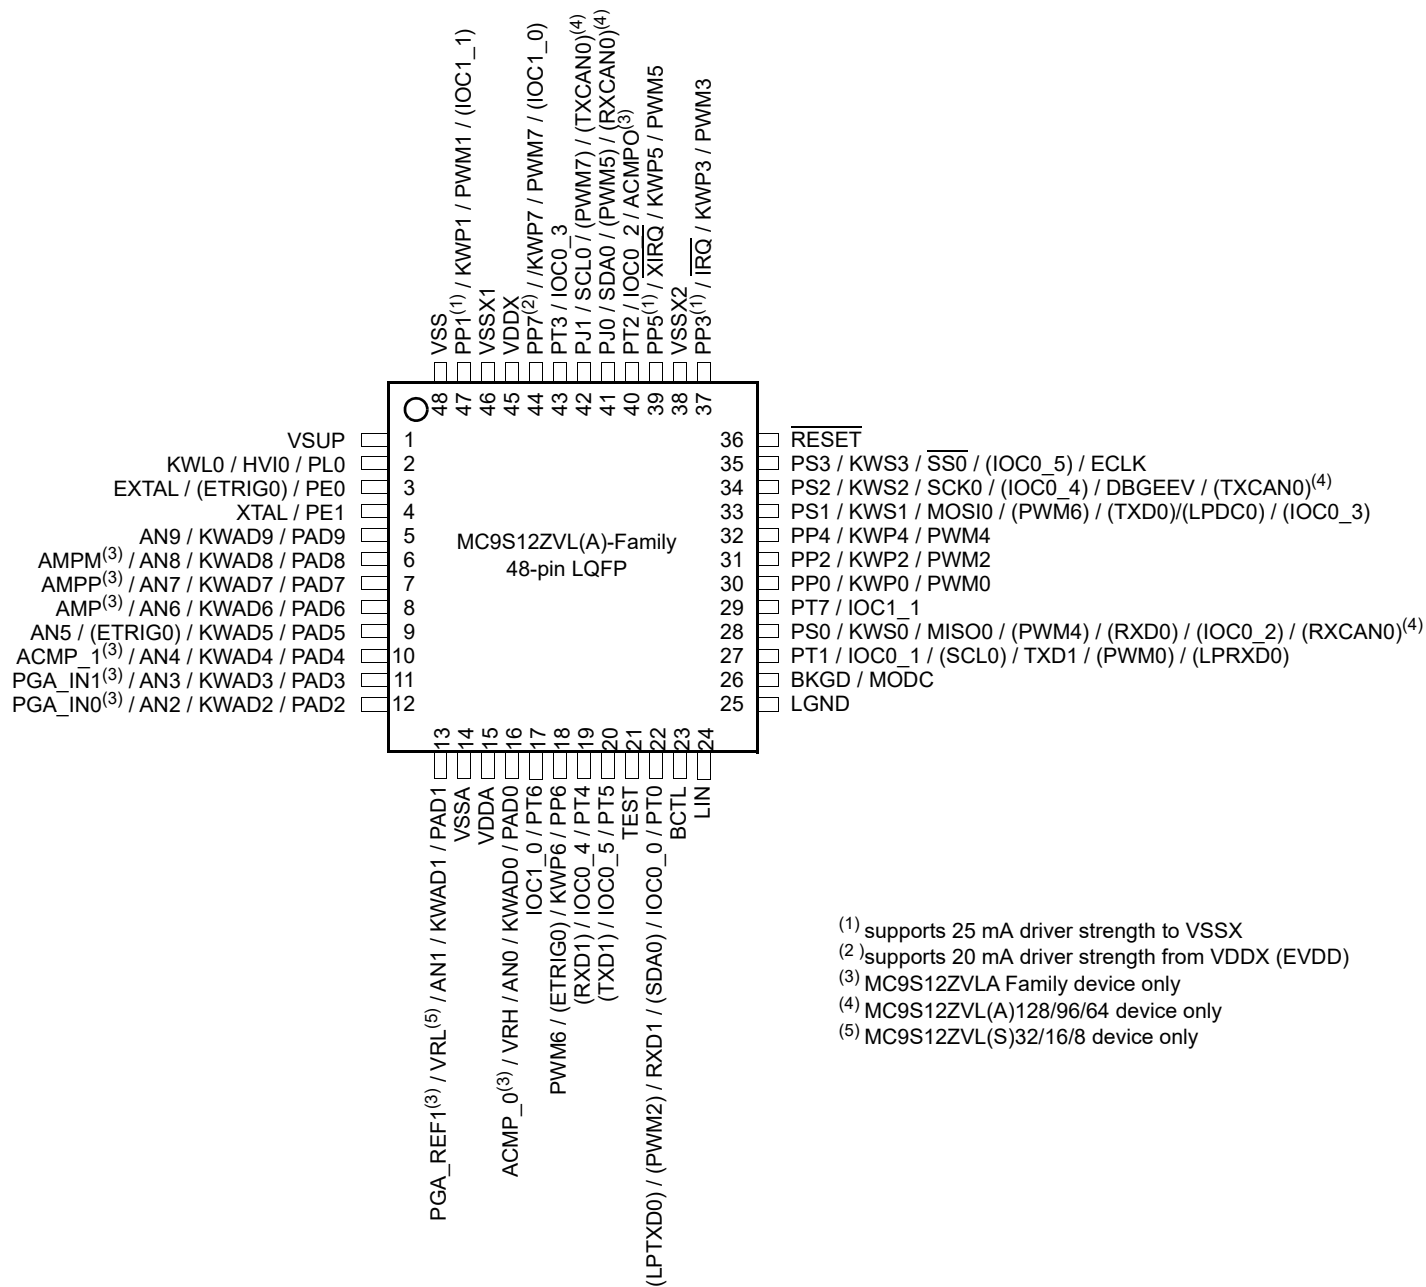 VSS
PP1(1) / KWP1 / PWM1 / (IOC1_1)
VSSX1
VDDX
PP7(2) / /KWP7 / PWM7 / (IOC1_0)
PT3 / IOC0_3
PJ1 / SCL0 / (PWM7) / (TXCAN0)(4)
PJ0 / SDA0 / (PWM5) / (RXCAN0)(4)
PT2 / IOC0_2 / ACMPO(3)
PP5(1) / XIRQ / KWP5 / PWM5
VSSX2
PP3(1) / IRQ / KWP3 / PWM3
48
47
46
45
44
43
42
41
40
39
38
37
VSUP 1
KWL0 / HVI0 / PL0 2
EXTAL / (ETRIG0) / PE0 3
XTAL / PE1 4
AN9 / KWAD9 / PAD9 5
AMPM(3) / AN8 / KWAD8 / PAD8 6
AMPP(3) / AN7 / KWAD7 / PAD7 7
AMP(3) / AN6 / KWAD6 / PAD6 8
AN5 / (ETRIG0) / KWAD5 / PAD5 9
ACMP_1(3) / AN4 / KWAD4 / PAD4 10
PGA_IN1(3) / AN3 / KWAD3 / PAD3 11
PGA_IN0(3) / AN2 / KWAD2 / PAD2 12
MC9S12ZVL(A)-Family
48-pin LQFP
36 RESET
35 PS3 / KWS3 / SS0 / (IOC0_5) / ECLK
34 PS2 / KWS2 / SCK0 / (IOC0_4) / DBGEEV / (TXCAN0)(4)
33 PS1 / KWS1 / MOSI0 / (PWM6) / (TXD0)/(LPDC0) / (IOC0_3)
32 PP4 / KWP4 / PWM4
31 PP2 / KWP2 / PWM2
30 PP0 / KWP0 / PWM0
29 PT7 / IOC1_1
28 PS0 / KWS0 / MISO0 / (PWM4) / (RXD0) / (IOC0_2) / (RXCAN0)(4)
27 PT1 / IOC0_1 / (SCL0) / TXD1 / (PWM0) / (LPRXD0)
26 BKGD / MODC
25 LGND
13
14
15
16
17
18
19
20
21
22
23
24
PGA_REF1(3) / VRL(5) / AN1 / KWAD1 / PAD1
VSSA
VDDA
ACMP_0(3) / VRH / AN0 / KWAD0 / PAD0
IOC1_0 / PT6
PWM6 / (ETRIG0) / KWP6 / PP6
(RXD1) / IOC0_4 / PT4
(TXD1) / IOC0_5 / PT5
TEST
(LPTXD0) / (PWM2) / RXD1 / (SDA0) / IOC0_0 / PT0
BCTL
LIN
(1) supports 25 mA driver strength to VSSX
(2 )supports 20 mA driver strength from VDDX (EVDD)
(3) MC9S12ZVLA Family device only
(4) MC9S12ZVL(A)128/96/64 device only
(5) MC9S12ZVL(S)32/16/8 device only